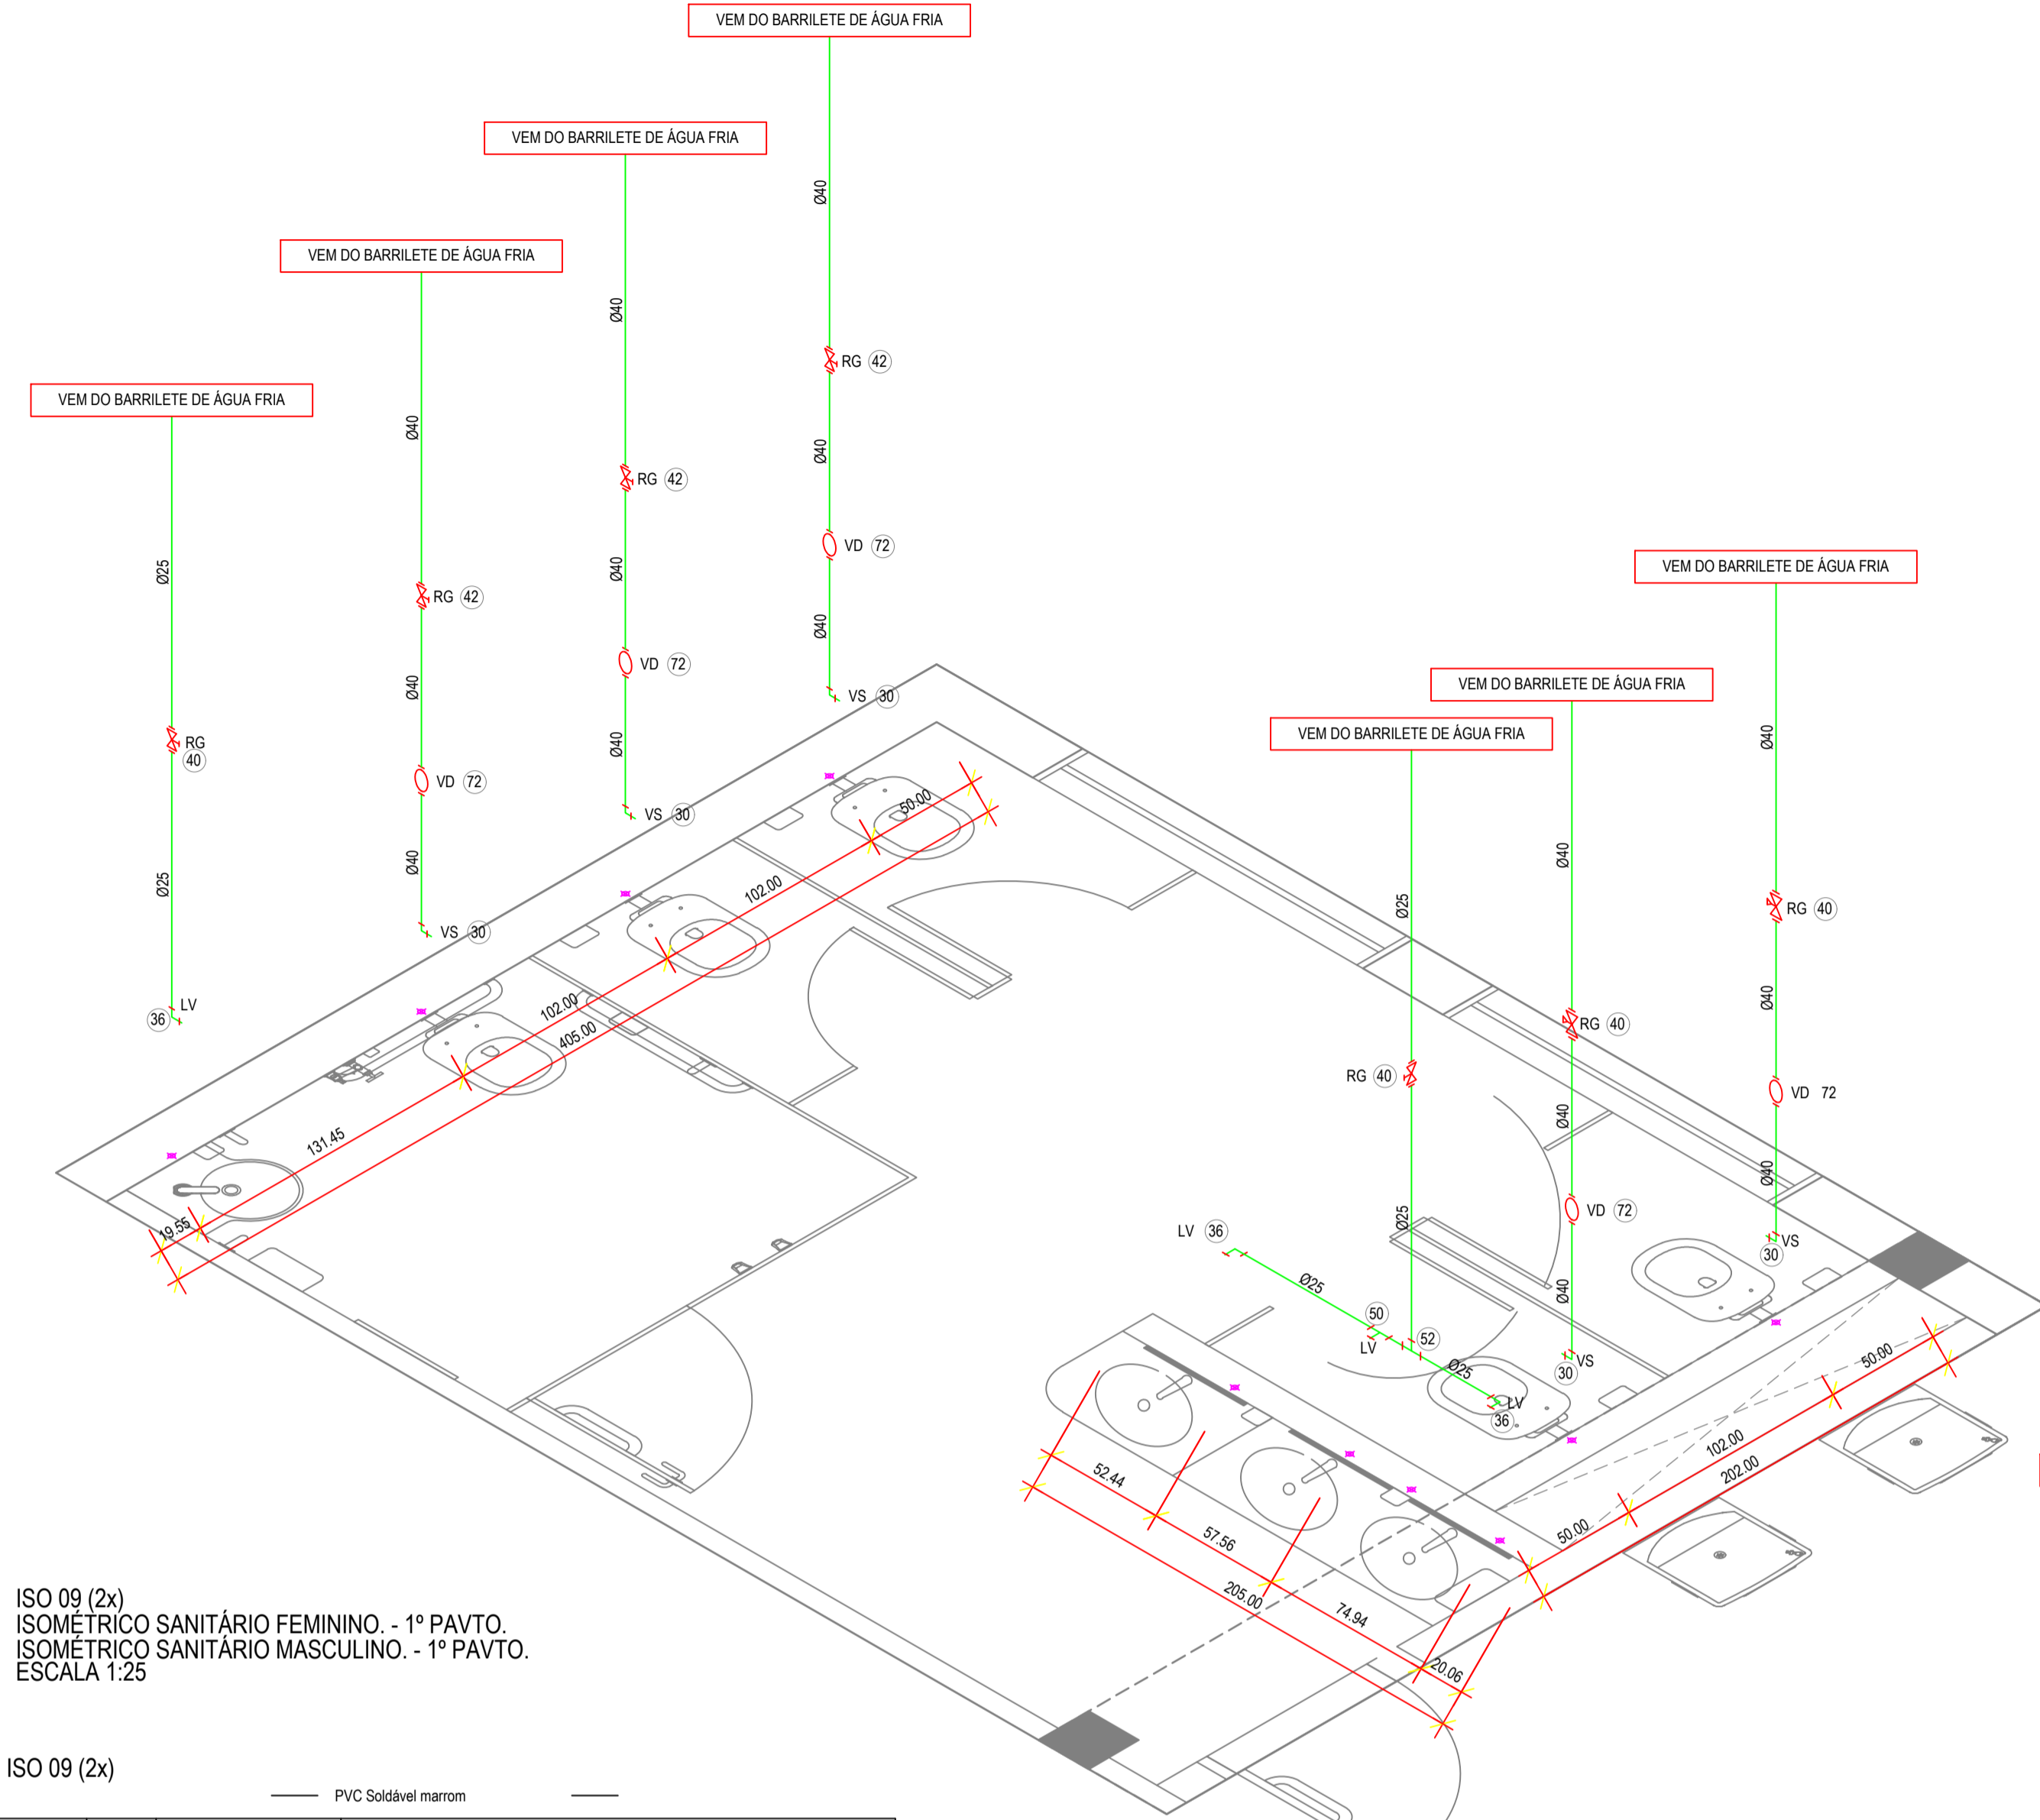 VEM DO BARRILETE DE ÁGUA FRIA
Ø40
RG 42
Ø40
VD 72
Ø40
VS 30
VEM DO BARRILETE DE ÁGUA FRIA
Ø40
RG 42
Ø40
VD 72
Ø40
VS 30
VEM DO BARRILETE DE ÁGUA FRIA
Ø40
RG 42
Ø40
VD 72
Ø40
VS 30
VEM DO BARRILETE DE ÁGUA FRIA
Ø25
RG
40
Ø25
LV
36
VEM DO BARRILETE DE ÁGUA FRIA
Ø40
RG 40
Ø40
VD 72
Ø40
VS
30
VEM DO BARRILETE DE ÁGUA FRIA
Ø40
RG 40
Ø40
VD 72
Ø40
VS
30
VEM DO BARRILETE DE ÁGUA FRIA
Ø25
RG 40
Ø25
LV 36
Ø25
50
LV
52
Ø25
LV
36
50.00
102.00
102.00
405.00
131.45
19.55
50.00
102.00
202.00
50.00
52.44
57.56
205.00
74.94
20.06
ISO 09 (2x)
ISOMÉTRICO SANITÁRIO FEMININO. - 1º PAVTO.
ISOMÉTRICO SANITÁRIO MASCULINO. - 1º PAVTO.
ESCALA 1:25
ISO 09 (2x)
PVC Soldável marrom